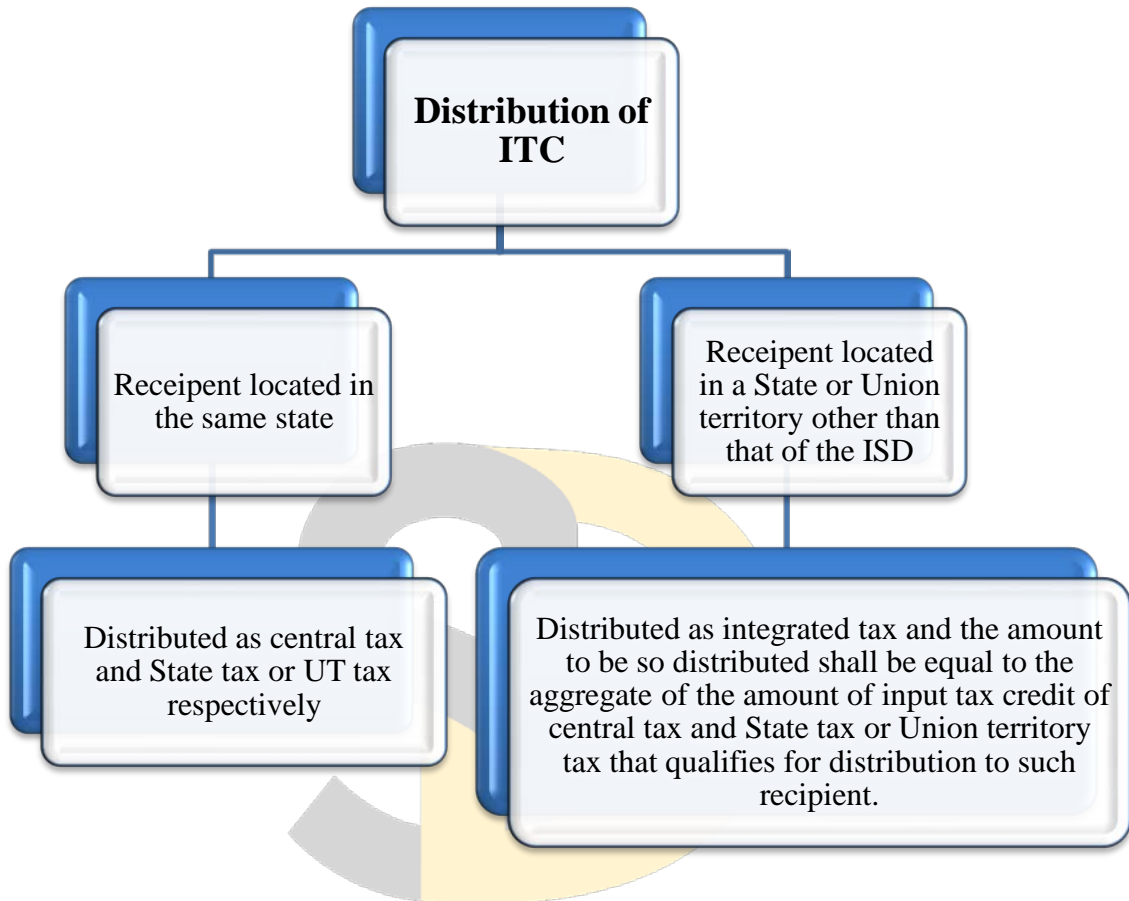 Distribution of
ITC
Receipent located in
the same state
Receipent located
in a State or Union
territory other than
that of the ISD
Distributed as central tax
and State tax or UT tax
respectively
Distributed as integrated tax and the amount
to be so distributed shall be equal to the
aggregate of the amount of input tax credit of
central tax and State tax or Union territory
tax that qualifies for distribution to such
recipient.